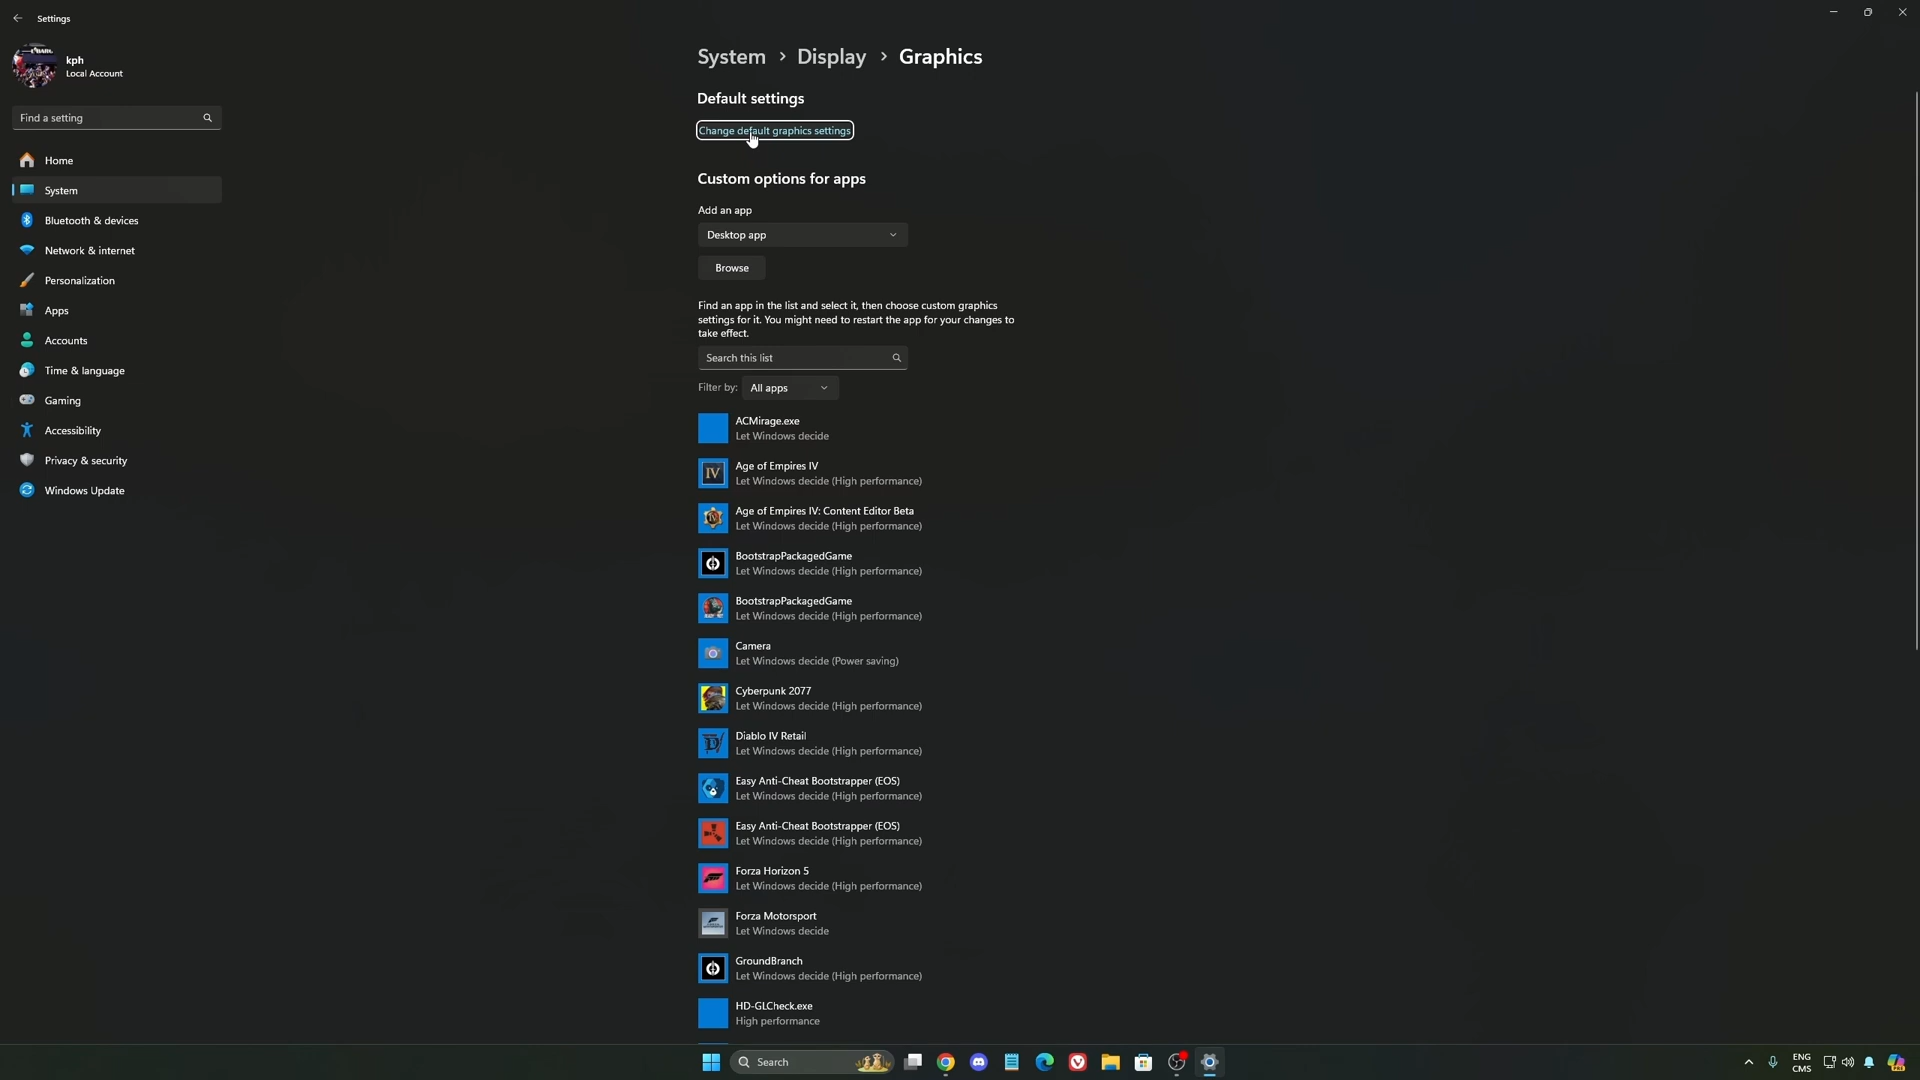 Settings
kph
Local Account
Find a setting
Home
System
Bluetooth & devices
Network & internet
Personalization
Apps
Accounts
Time & language
Gaming
Accessibility
Privacy & security
Windows Update
System > Display > Graphics
Default settings
Change default graphics settings
Custom options for apps
Add an app
Desktop app
Browse
Find an app in the list and select it, then choose custom graphics
settings for it. You might need to restart the app for your changes to
take effect.
Search this list
Filter by: All apps
ACMirage.exe
Let Windows decide
IV
Age of Empires IV
Let Windows decide (High performance)
Age of Empires IV: Content Editor Beta
Let Windows decide (High performance)
BootstrapPackagedGame
Let Windows decide (High performance)
BootstrapPackagedGame
Let Windows decide (High performance)
Camera
Let Windows decide (Power saving)
Cyberpunk 2077
Let Windows decide (High performance)
Diablo IV Retail
Let Windows decide (High performance)
Easy Anti-Cheat Bootstrapper (EOS)
Let Windows decide (High performance)
Easy Anti-Cheat Bootstrapper (EOS)
Let Windows decide (High performance)
Forza Horizon 5
Let Windows decide (High performance)
Forza Motorsport
Let Windows decide
GroundBranch
Let Windows decide (High performance)
HD-GLCheck.exe
High performance
Search
ENG
CMS